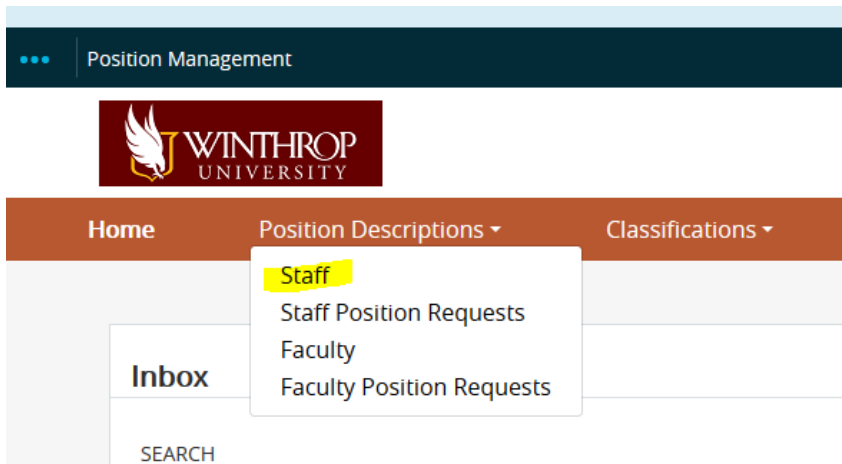 Position Management
WINTHROP
UNIVERSITY
Home Position Descriptions Classifications
Staff
Staff Position Requests
Faculty
Faculty Position Requests
Inbox
SEARCH